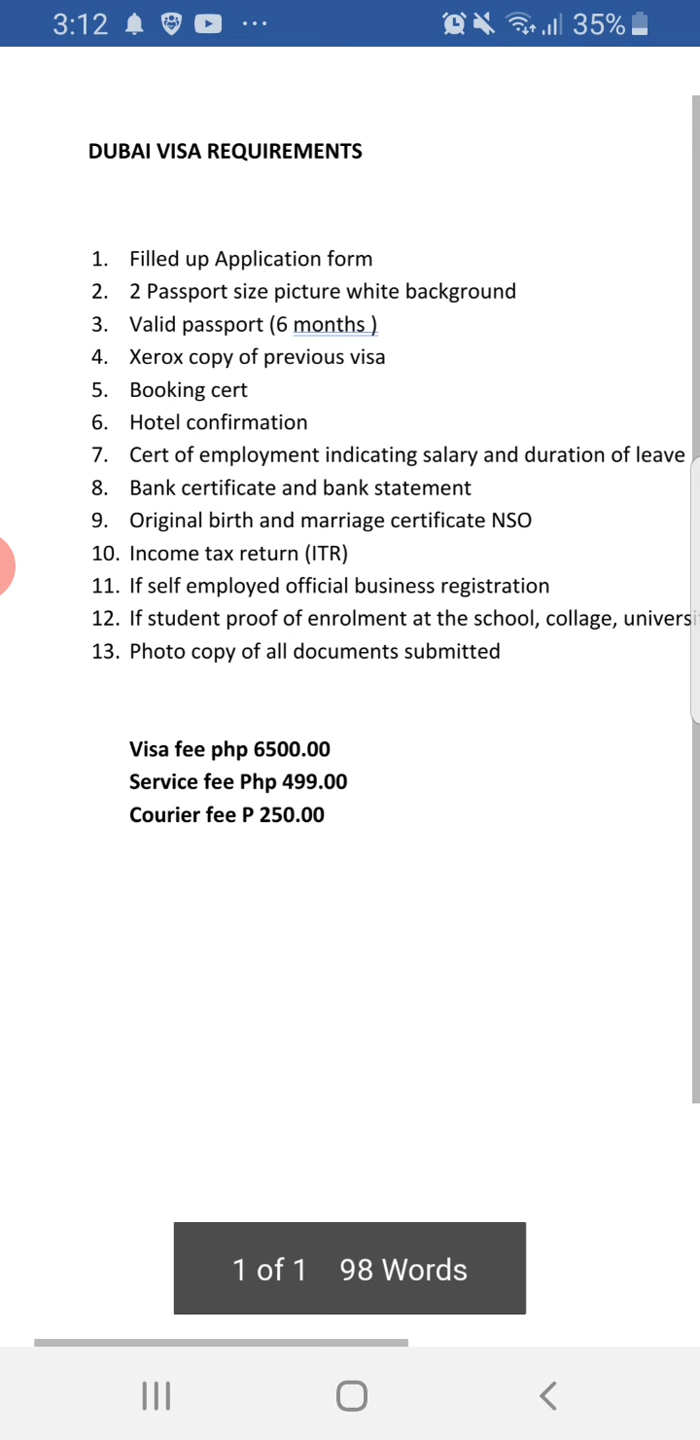 3:12 ... 35%
DUBAI VISA REQUIREMENTS
1. Filled up Application form
2. 2 Passport size picture white background
3. Valid passport (6 months )
4. Xerox copy of previous visa
5. Booking cert
6. Hotel confirmation
7. Cert of employment indicating salary and duration of leave
8. Bank certificate and bank statement
9. Original birth and marriage certificate NSO
10. Income tax return (ITR)
11. If self employed official business registration
12. If student proof of enrolment at the school, collage,
13. Photo copy of all documents submitted
Visa fee php 6500.00
Service fee Php 499.00
Courier fee P 250.00
1 of 1 98 Words